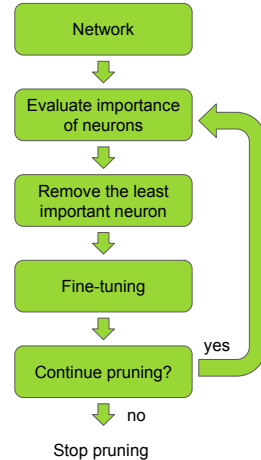 Network
Evaluate importance
of neurons
Remove the least
important neuron
Fine-tuning
yes
Continue pruning?
no
Stop pruning